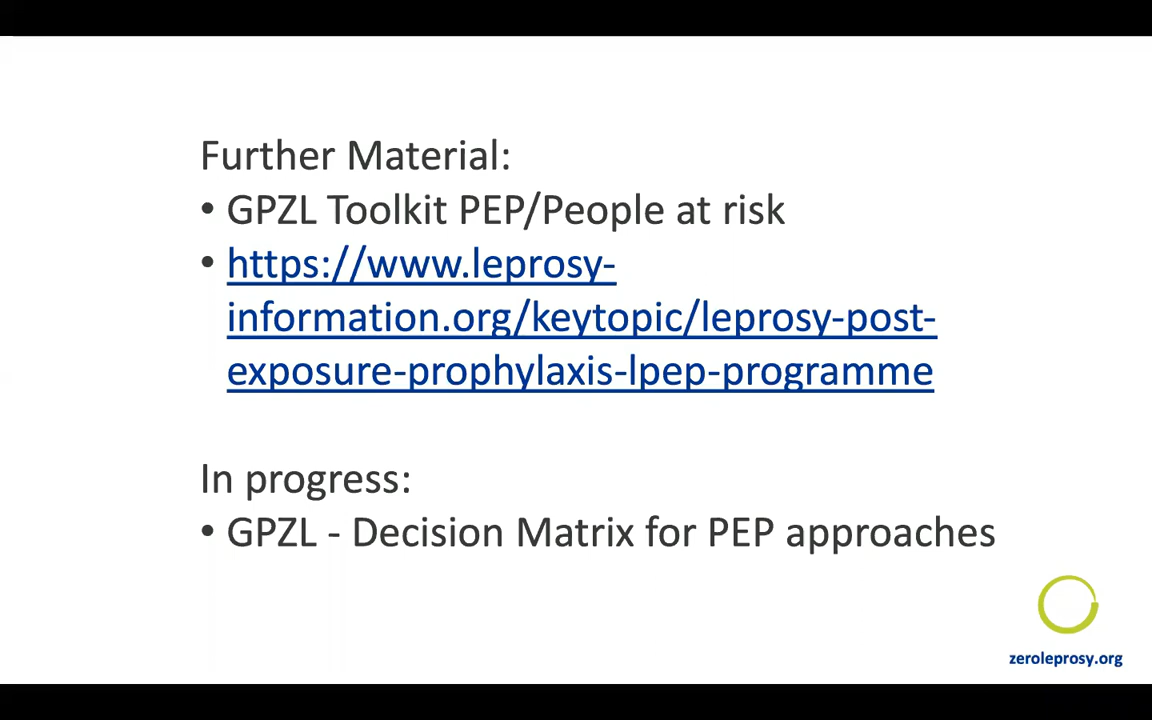 Further Material:
• GPZL Toolkit PEP/People at risk
• https://www.leprosy-
information.org/keytopic/leprosy-post-
exposure-prophylaxis-lpep-programme
In progress:
• GPZL - Decision Matrix for PEP approaches
zeroleprosy.org